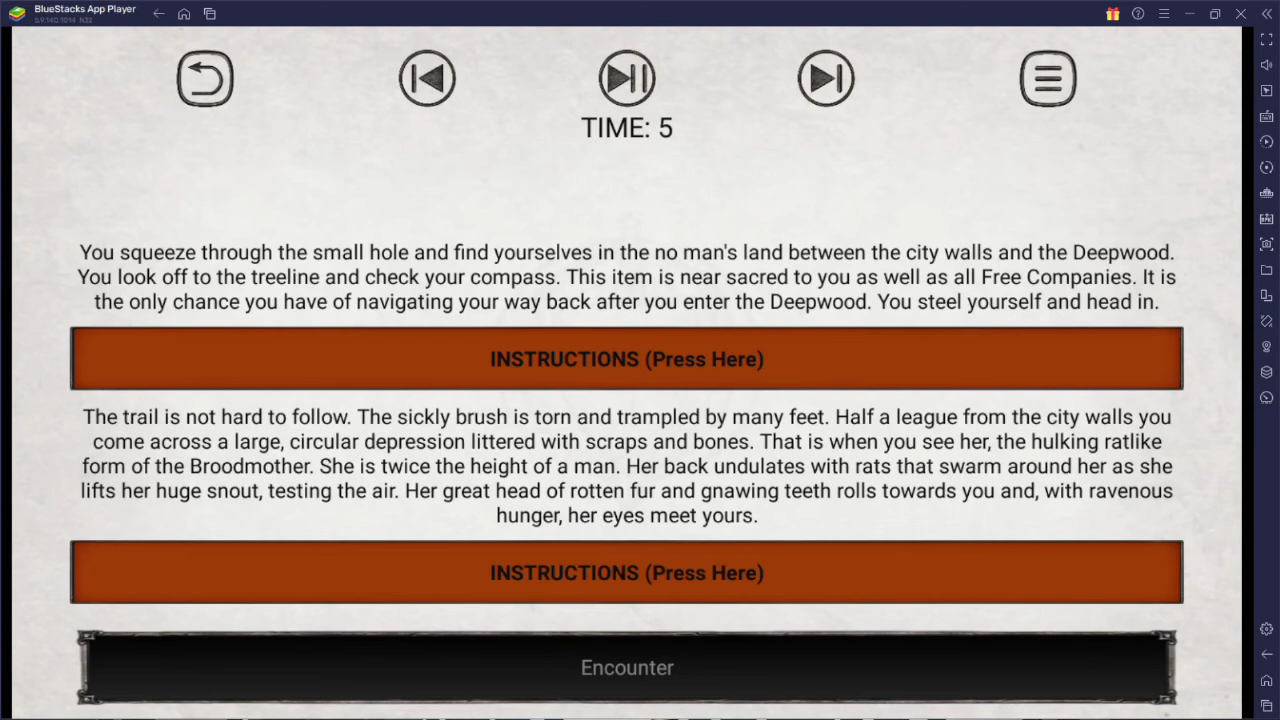 BlueStacks App Player
5.9.140.1014 N32
TIME: 5
You squeeze through the small hole and find yourselves in the no man's land between the city walls and the Deepwood.
You look off to the treeline and check your compass. This item is near sacred to you as well as all Free Companies. It is
the only chance you have of navigating your way back after you enter the Deepwood. You steel yourself and head in.
INSTRUCTIONS (Press Here)
The trail is not hard to follow. The sickly brush is torn and trampled by many feet. Half a league from the city walls you
come across a large, circular depression littered with scraps and bones. That is when you see her, the hulking ratlike
form of the Broodmother. She is twice the height of a man. Her back undulates with rats that swarm around her as she
lifts her huge snout, testing the air. Her great head of rotten fur and gnawing teeth rolls towards you and, with ravenous
hunger, her eyes meet yours.
INSTRUCTIONS (Press Here)
Encounter